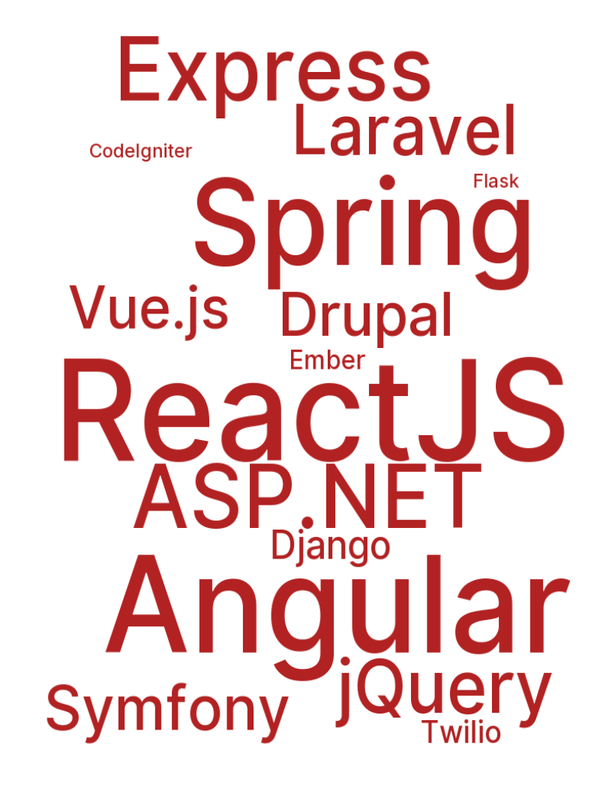 Express
Laravel
CodeIgniter
Flask
Spring
Vue.js
Drupal
Ember
ReactJS
ASP.NET
Django
Angular
jQuery
Symfony
Twilio